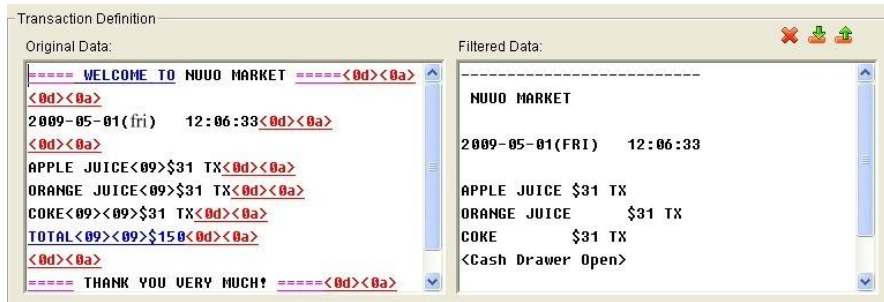 Transaction Definition
Original Data:
===== WELCOME TO NUUO MARKET =====<0d><0a>
<0d><0a>
2009-05-01(fri) 12:06:33<0d><0a>
<0d><0a>
APPLE JUICE<09>$31 TX<0d><0a>
ORANGE JUICE<09>$31 TX<0d><0a>
COKE<09><09>$31 TX<0d><0a>
TOTAL<09><09>$150<0d><0a>
<0d><0a>
===== THANK YOU VERY MUCH! =====<0d><0a>
Filtered Data:
---------------------------
NUUO MARKET
2009-05-01(FRI) 12:06:33
APPLE JUICE $31 TX
ORANGE JUICE $31 TX
COKE $31 TX
<Cash Drawer Open>